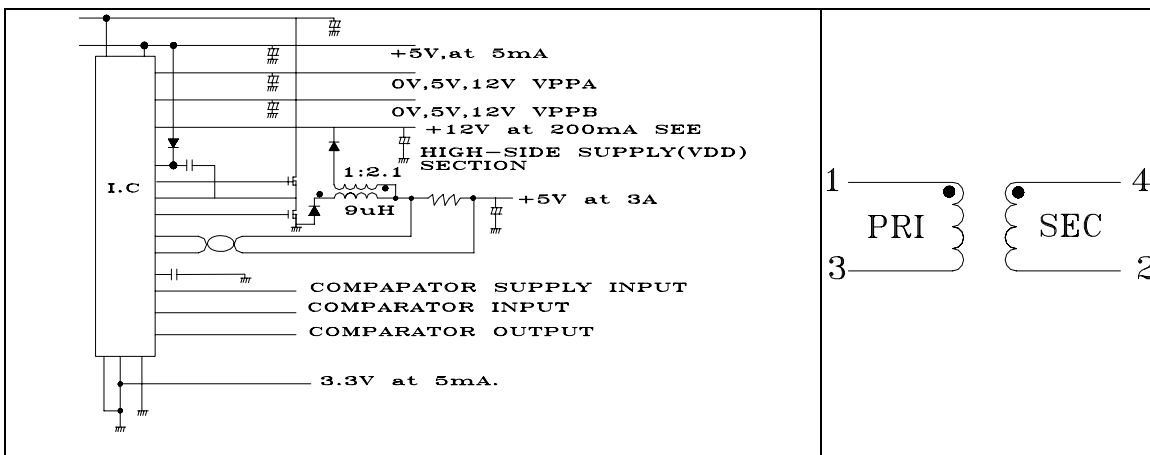 +5V,at 5mA
0V,5V,12V VPPA
0V,5V,12V VPPB
+12V at 200mA SEE
HIGH-SIDE SUPPLY(VDD)
SECTION
I.C
1:2.1
9uH
+5V at 3A
COMPAPATOR SUPPLY INPUT
COMPARATOR INPUT
COMPARATOR OUTPUT
3.3V at 5mA.
1
4
PRI
SEC
3
2